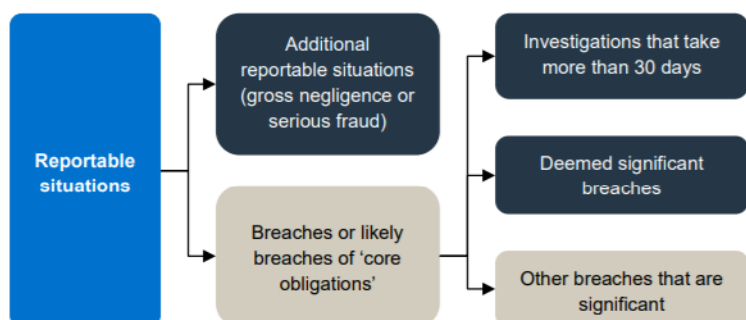 Reportable
situations
Additional
reportable situations
(gross negligence or
serious fraud)
Breaches or likely
breaches of ‘core
obligations’
Investigations that take
more than 30 days
Deemed significant
breaches
Other breaches that are
significant